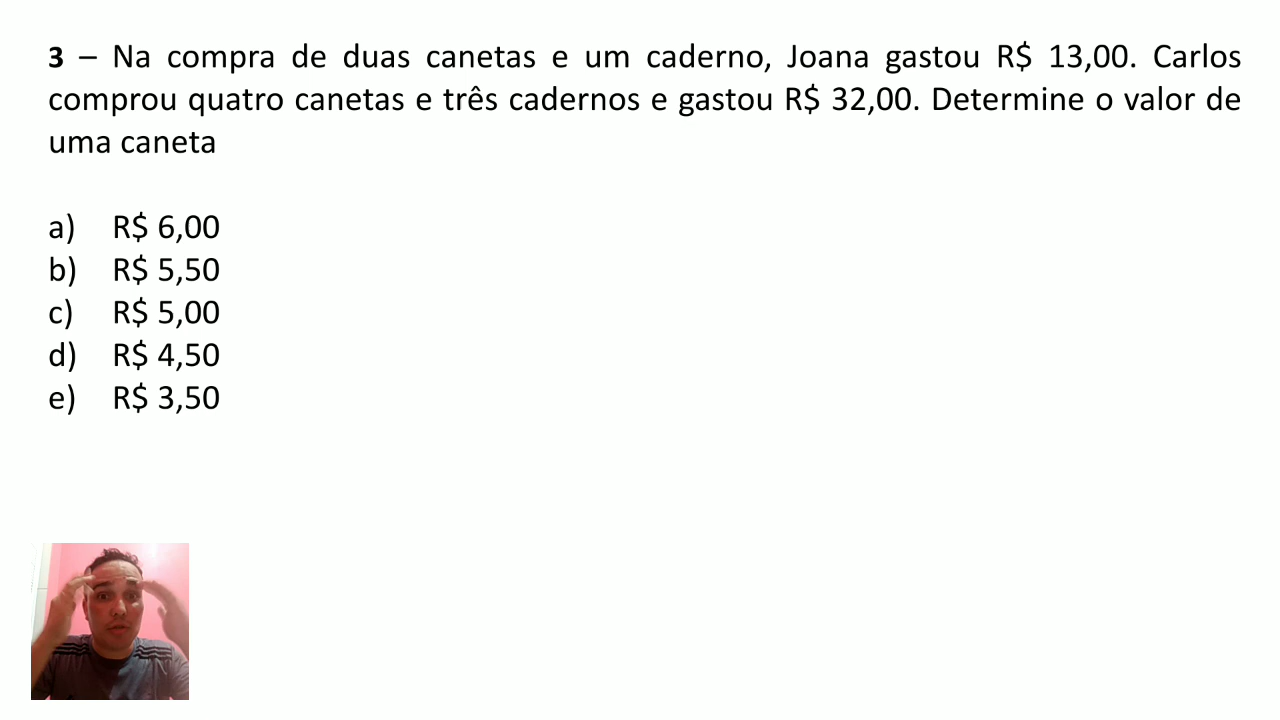 3 – Na compra de duas canetas e um caderno, Joana gastou R$ 13,00. Carlos
comprou quatro canetas e três cadernos e gastou R$ 32,00. Determine o valor de
uma caneta
a) R$ 6,00
b) R$ 5,50
c) R$ 5,00
d) R$ 4,50
e) R$ 3,50